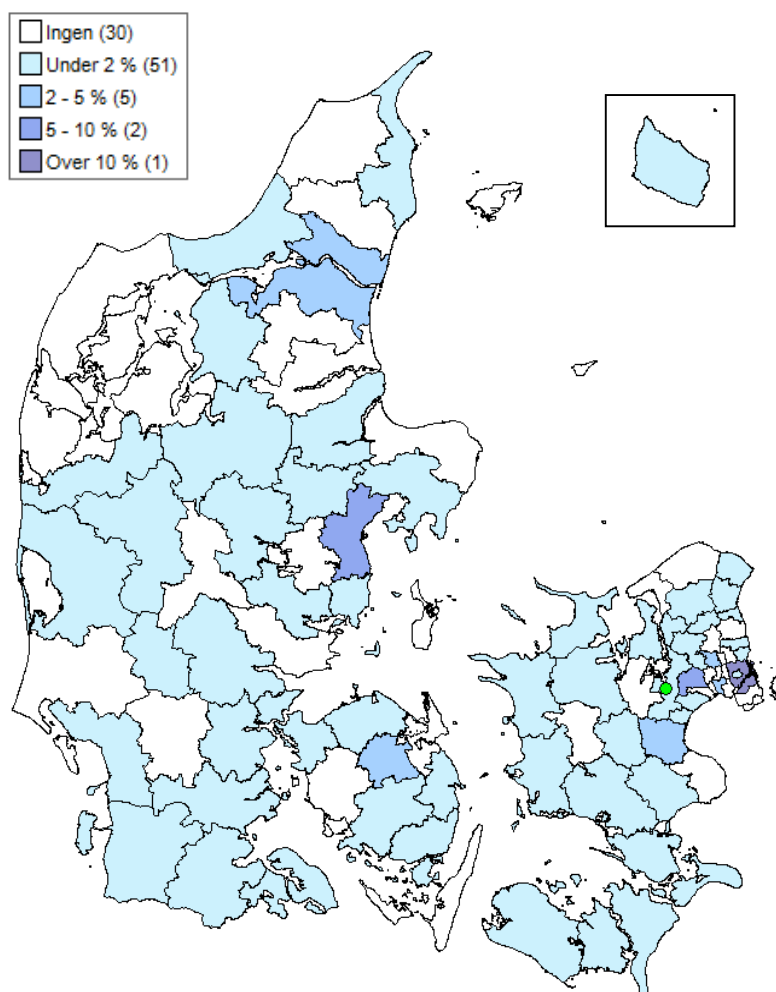 Ingen (30)
Under 2 % (51)
2 - 5 % (5)
5 - 10 % (2)
Over 10 % (1)